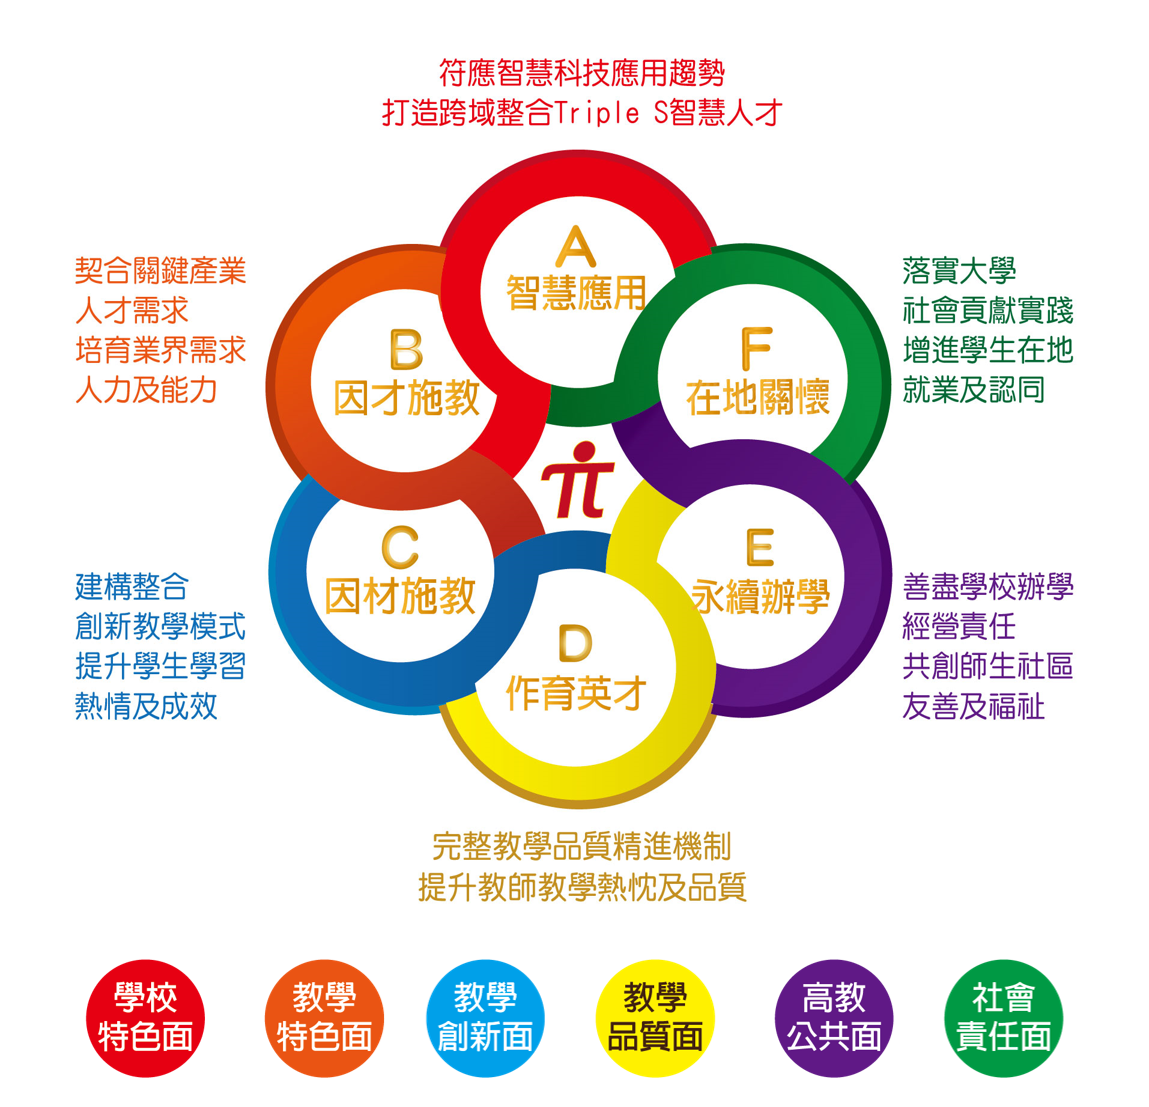 符應智慧科技應用趨勢
打造跨域整合Triple S智慧人才
A
智慧應用
契合關鍵產業
人才需求
培育業界需求
人力及能力
B
因才施教
F
在地關懷
落實大學
社會貢獻實踐
增進學生在地
就業及認同
建構整合
創新教學模式
提升學生學習
熱情及成效
C
因材施教
E
永續辦學
善盡學校辦學
經營責任
共創師生社區
友善及福祉
D
作育英才
完整教學品質精進機制
提升教師教學熱忱及品質
學校
特色面
教學
特色面
教學
創新面
教學
品質面
高教
公共面
社會
責任面